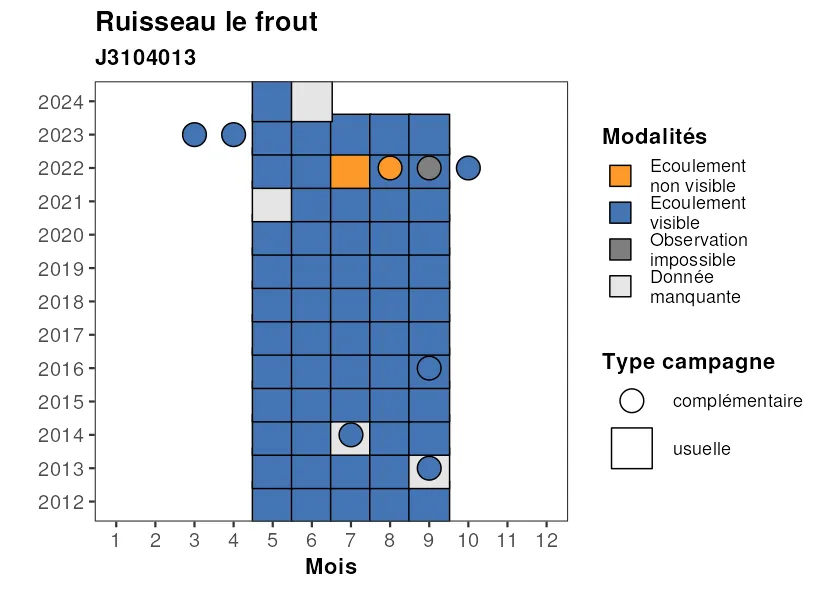 Ruisseau le frout
J3104013
2024
2023
2022
2021
2020
2019
2018
2017
2016
2015
2014
2013
2012
1 2 3 4 5 6 7 8 9 10 11 12
Mois
Modalités
Ecoulement
non visible
Ecoulement
visible
Observation
impossible
Donnée
manquante
Type campagne
complémentaire
usuelle